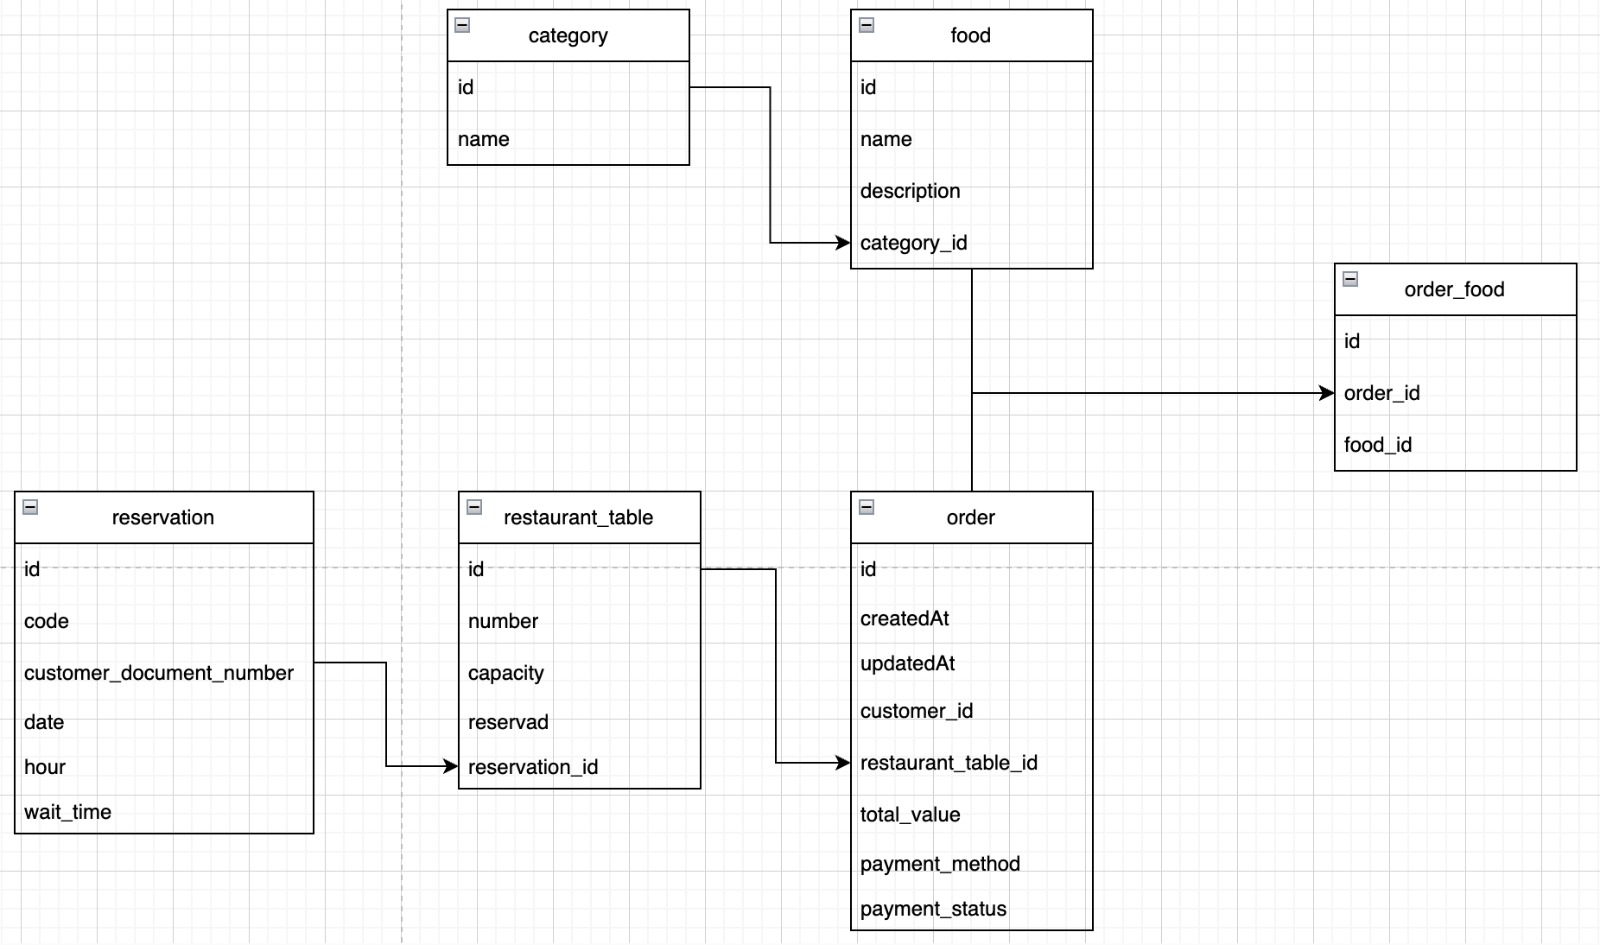 category
id
name
food
id
name
description
category_id
order_food
id
order_id
food_id
reservation
id
code
customer_document_number
date
hour
wait_time
restaurant_table
id
number
capacity
reservad
reservation_id
order
id
createdAt
updatedAt
customer_id
restaurant_table_id
total_value
payment_method
payment_status